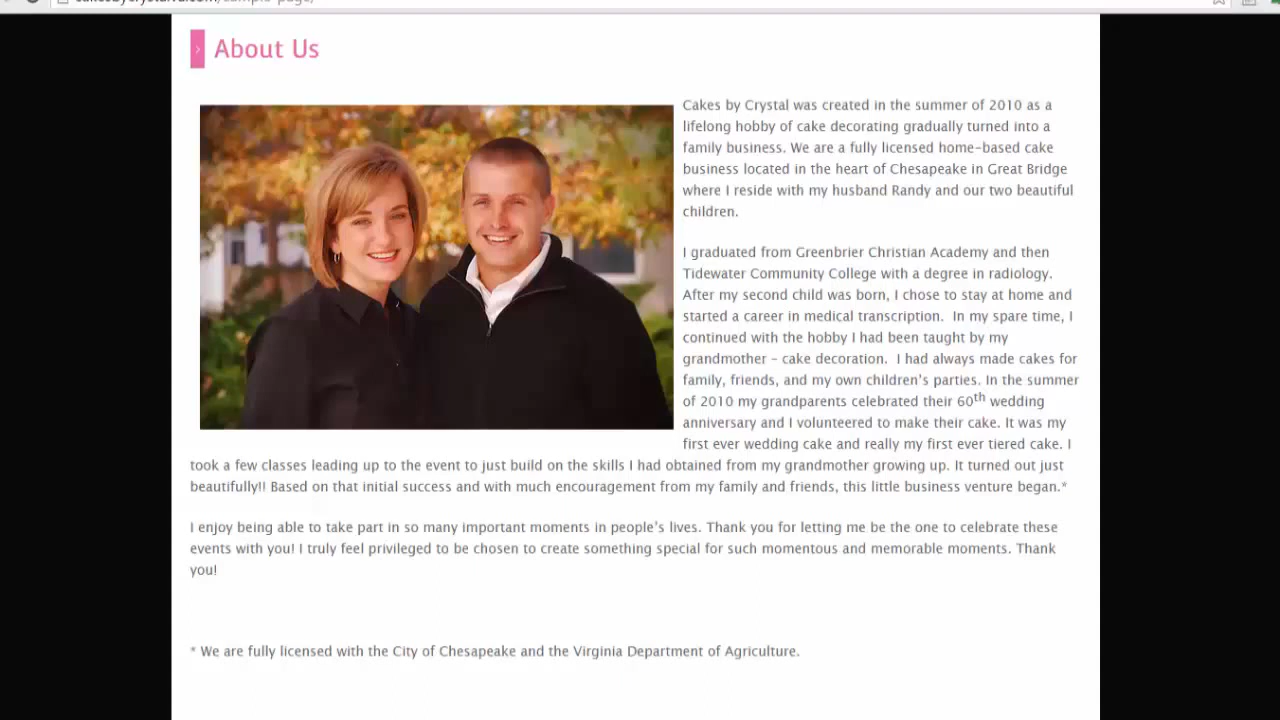 About Us
Cakes by Crystal was created in the summer of 2010 as a
lifelong hobby of cake decorating gradually turned into a
family business. We are a fully licensed home-based cake
business located in the heart of Chesapeake in Great Bridge
where I reside with my husband Randy and our two beautiful
children.
I graduated from Greenbrier Christian Academy and then
Tidewater Community College with a degree in radiology.
After my second child was born, I chose to stay at home and
started a career in medical transcription.  In my spare time, I
continued with the hobby I had been taught by my
grandmother – cake decoration.  I had always made cakes for
family, friends, and my own children's parties. In the summer
of 2010 my grandparents celebrated their 60th wedding
anniversary and I volunteered to make their cake. It was my
first ever wedding cake and really my first ever tiered cake. I
took a few classes leading up to the event to just build on the skills I had obtained from my grandmother growing up. It turned out just
beautifully!! Based on that initial success and with much encouragement from my family and friends, this little business venture began.*
I enjoy being able to take part in so many important moments in people's lives. Thank you for letting me be the one to celebrate these
events with you! I truly feel privileged to be chosen to create something special for such momentous and memorable moments. Thank
you!
* We are fully licensed with the City of Chesapeake and the Virginia Department of Agriculture.